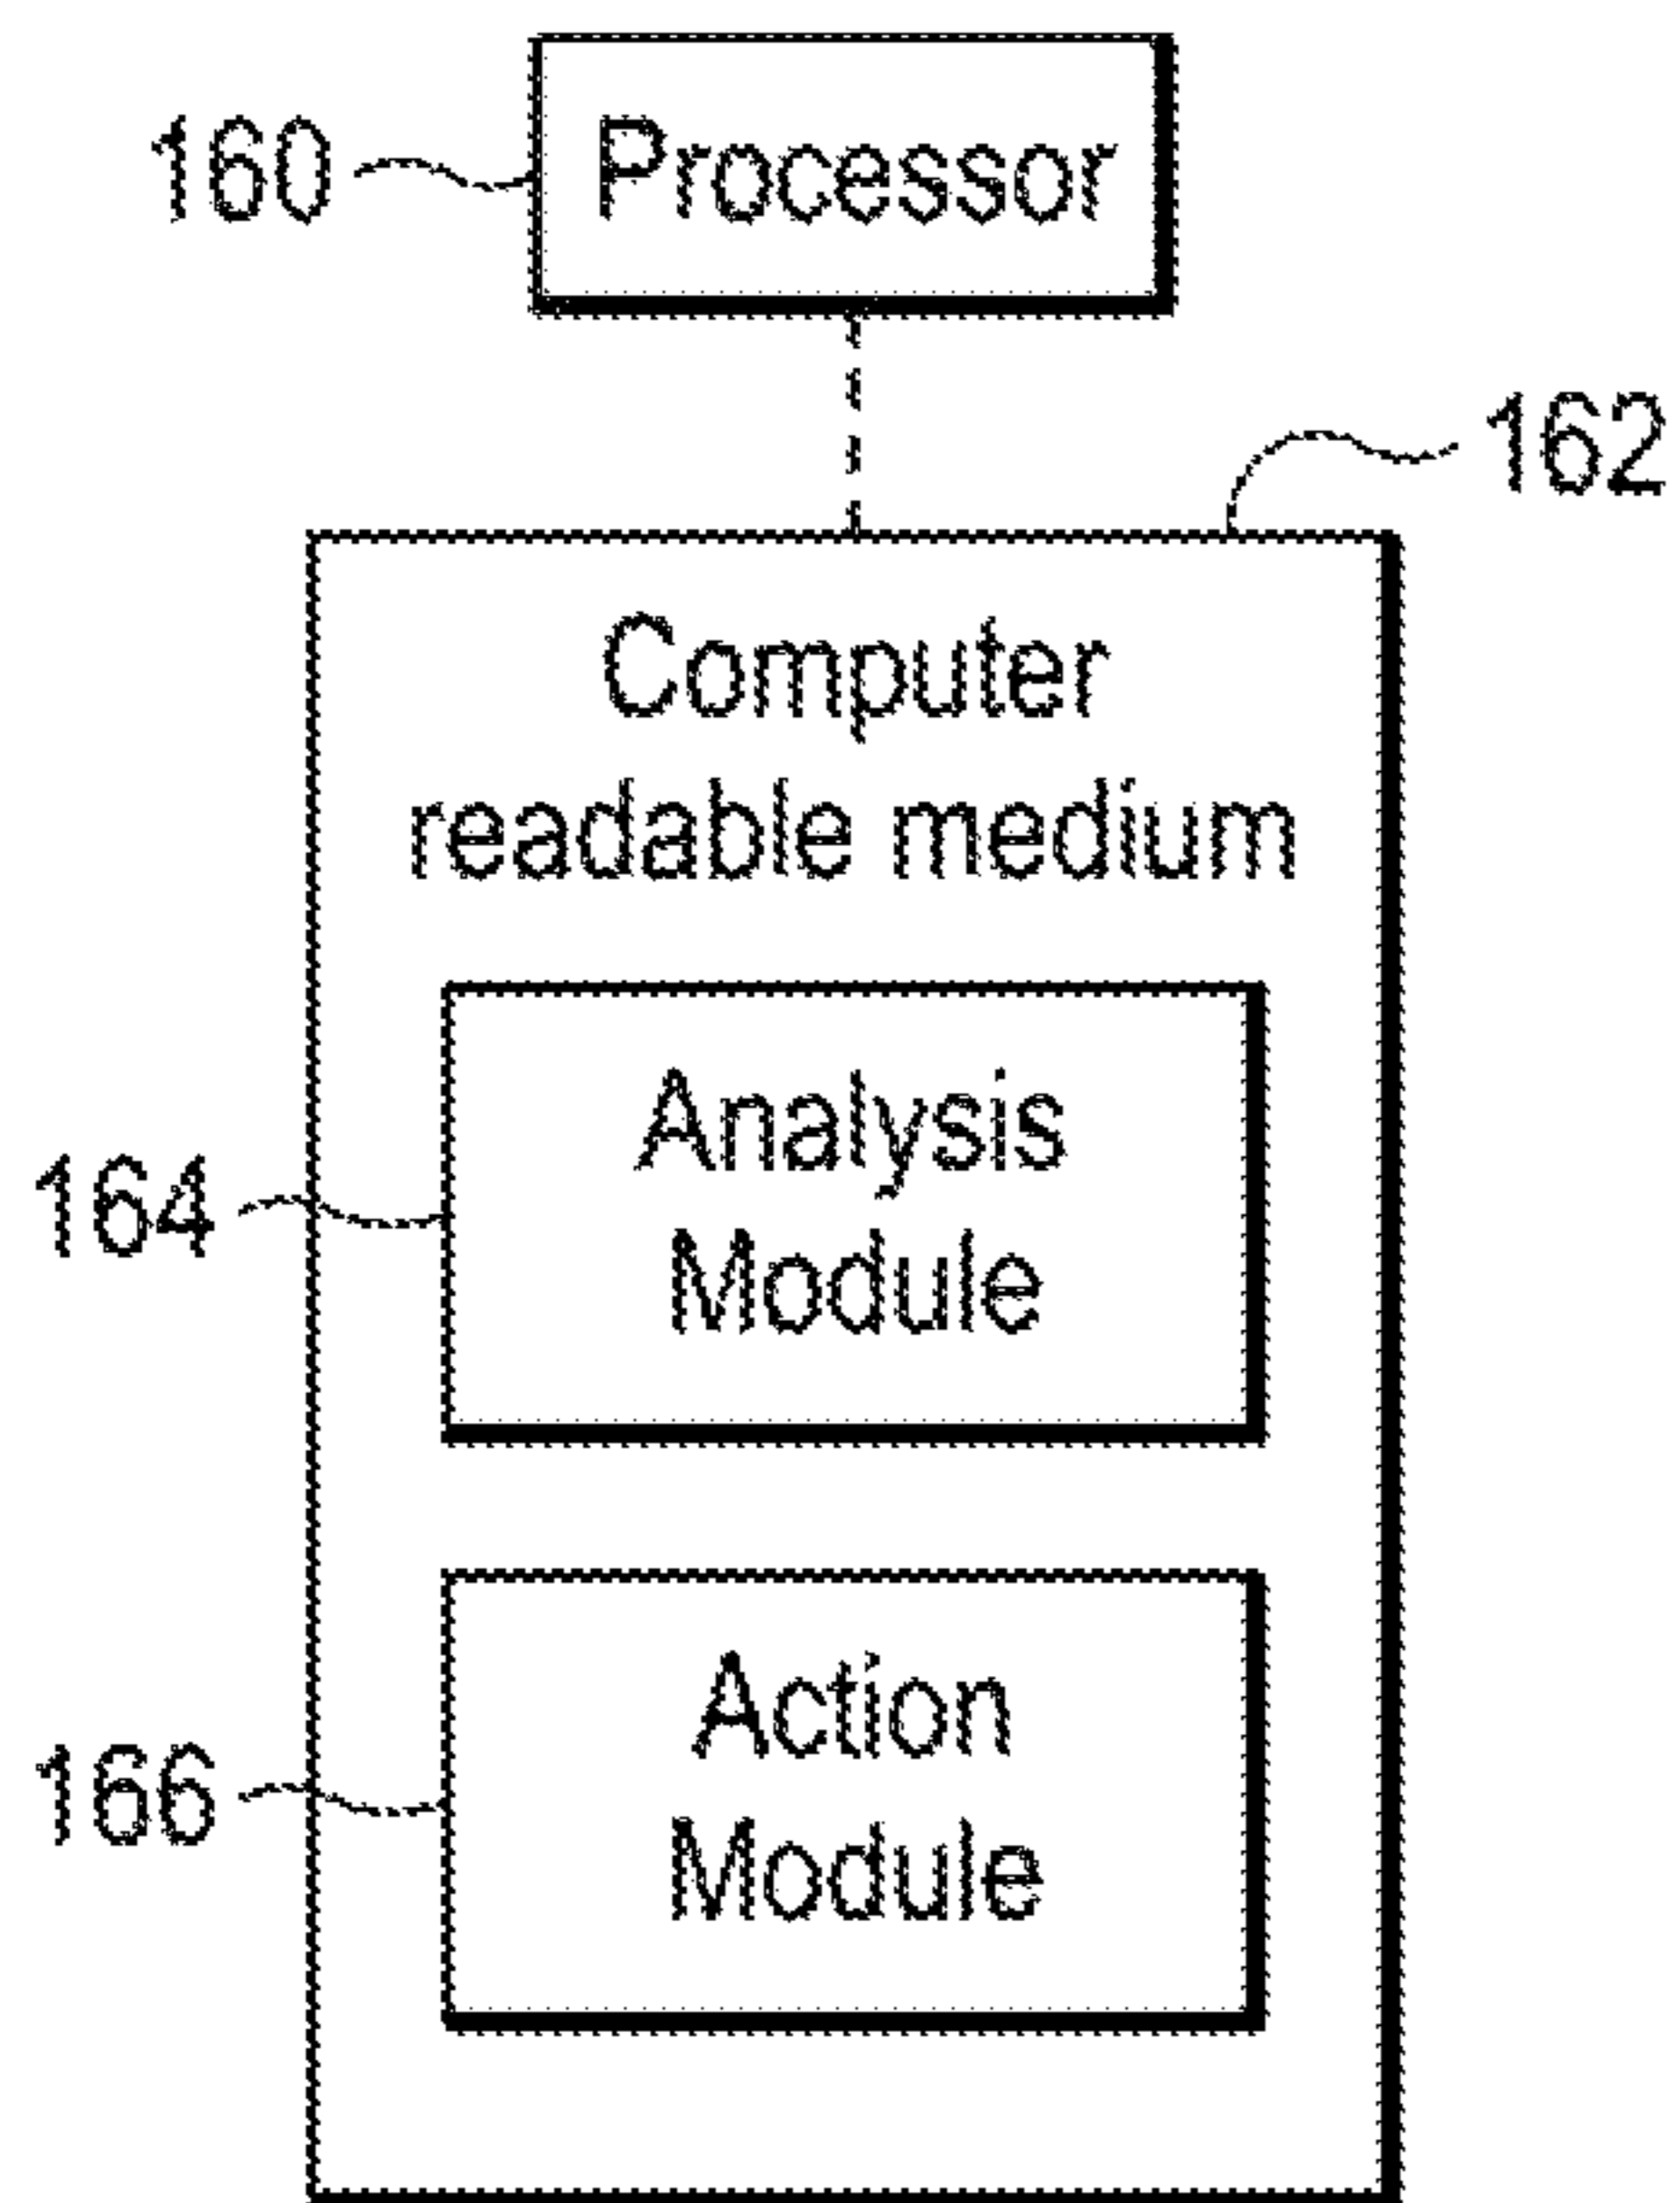 160
Processor
162
Computer
readable medium
164
Analysis
Module
166
Action
Module